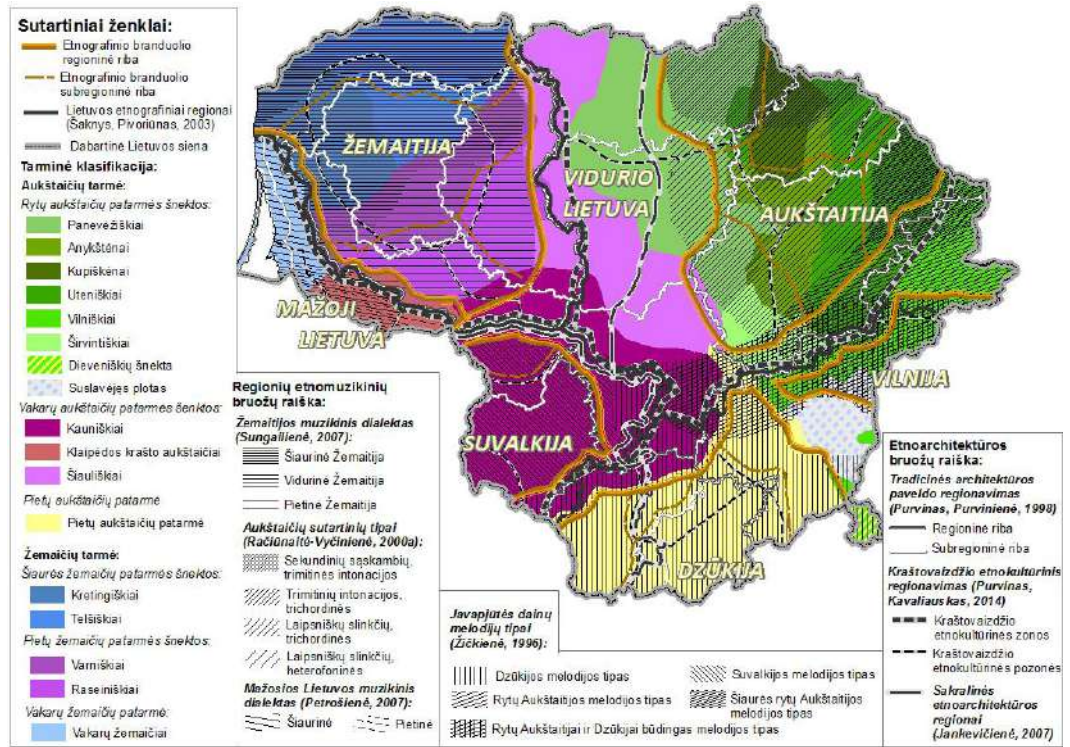 Sutartiniai ženklai:
Etnografinio branduolio
regioninė riba
Etnografinio branduolio
subregioninė riba
Lietuvos etnografiniai regionai
(Šaknys, Pivoriūnas, 2003)
Dabartinė Lietuvos siena
Tarminė klasifikacija:
Aukštaičių tarmė:
Rytų aukštaičių patarmės šnektos:
Panevėžiškiai
Anykštėnai
Kupiškėnai
Uteniškiai
Vilniškiai
Širvintiškiai
Dieveniškių šnekta
Suslavėjęs plotas
Vakarų aukštaičių patarmės šenktos:
Kauniškiai
Klaipėdos krašto aukštaičiai
Šiauliškiai
Pietų aukštaičių patarmė
Pietų aukštaičių patarmė
Žemaičių tarmė:
Šiaurės žemaičių patarmės šnektos:
Kretingiškiai
Telšiškiai
Pietų žemaičių patarmės šnektos:
Varniškiai
Raseiniškiai
Vakarų žemaičių patarmė:
Vakarų žemaičiai
ŽEMAITIJA
VIDURIO
LIETUVA
AUKŠTAITIJA
MAŽOJI
LIETUVA
SUVALKIJA
VILNIJA
DZŪKIJA
Regionių etnomuzikinių
bruožų raiška:
Žemaitijos muzikinis dialektas
(Sungailienė, 2007):
Šiaurinė Žemaitija
Vidurinė Žemaitija
Pietinė Žemaitija
Aukštaičių sutartinių tipai
(Račiūnaitė-Vyčinienė, 2000a):
Sekundinių sąskambių,
trimitinės intonacijos
Trimitinių intonacijos,
trichordinės
Laipsniškų slinkčių,
trichordinės
Laipsniškų slinkčių,
heterofoninės
Mažosios Lietuvos muzikinis
dialektas (Petrošienė, 2007):
Šiaurinė
Pietinė
Javapjūtės dainų
melodijų tipai
(Žičkienė, 1996):
Dzūkijos melodijos tipas
Rytų Aukštaitijos melodijos tipas
Rytų Aukštaitijai ir Dzūkijai būdingas melodijos tipas
Suvalkijos melodijos tipas
Šiaurės rytų Aukštaitijos
melodijos tipas
Etnoarchitektūros
bruožų raiška:
Tradicinės architektūros
paveldo regionavimas
(Purvinas, Purvinienė, 1998)
Regioninė riba
Subregioninė riba
Kraštovaizdžio etnokultūrinis
regionavimas (Purvinas,
Kavaliauskas, 2014)
Kraštovaizdžio
etnokultūrinės zonos
Kraštovaizdžio
etnokultūrinės pozonės
Sakralinės
etnoarchitektūros
regionai
(Jankevičienė, 2007)